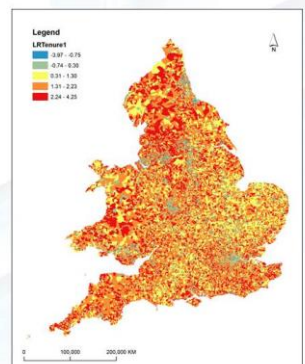 Legend
LRTenure1
-3.97 - -0.75
-0.74 - 0.30
0.31 - 1.30
1.31 - 2.23
2.24 - 4.23
N
0 100,000 200,000 KM